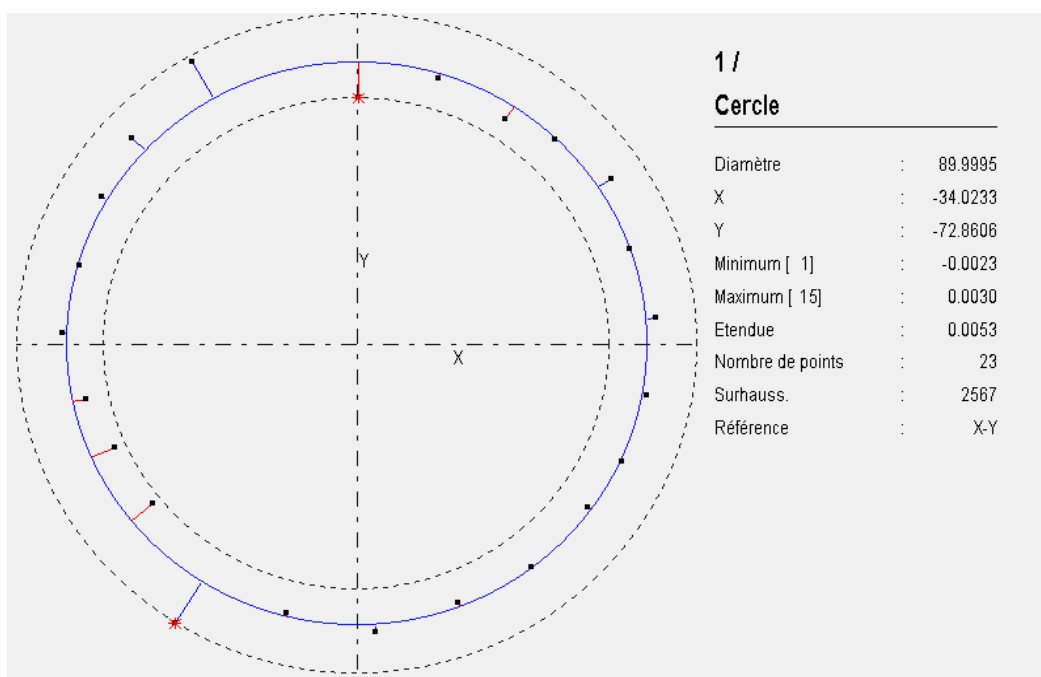 1 /
Cercle
Diamètre : 89.9995
X : -34.0233
Y : -72.8606
Minimum [ 1] : -0.0023
Maximum [ 15] : 0.0030
Etendue : 0.0053
Nombre de points : 23
Surhauss. : 2567
Référence : X-Y
Y
X